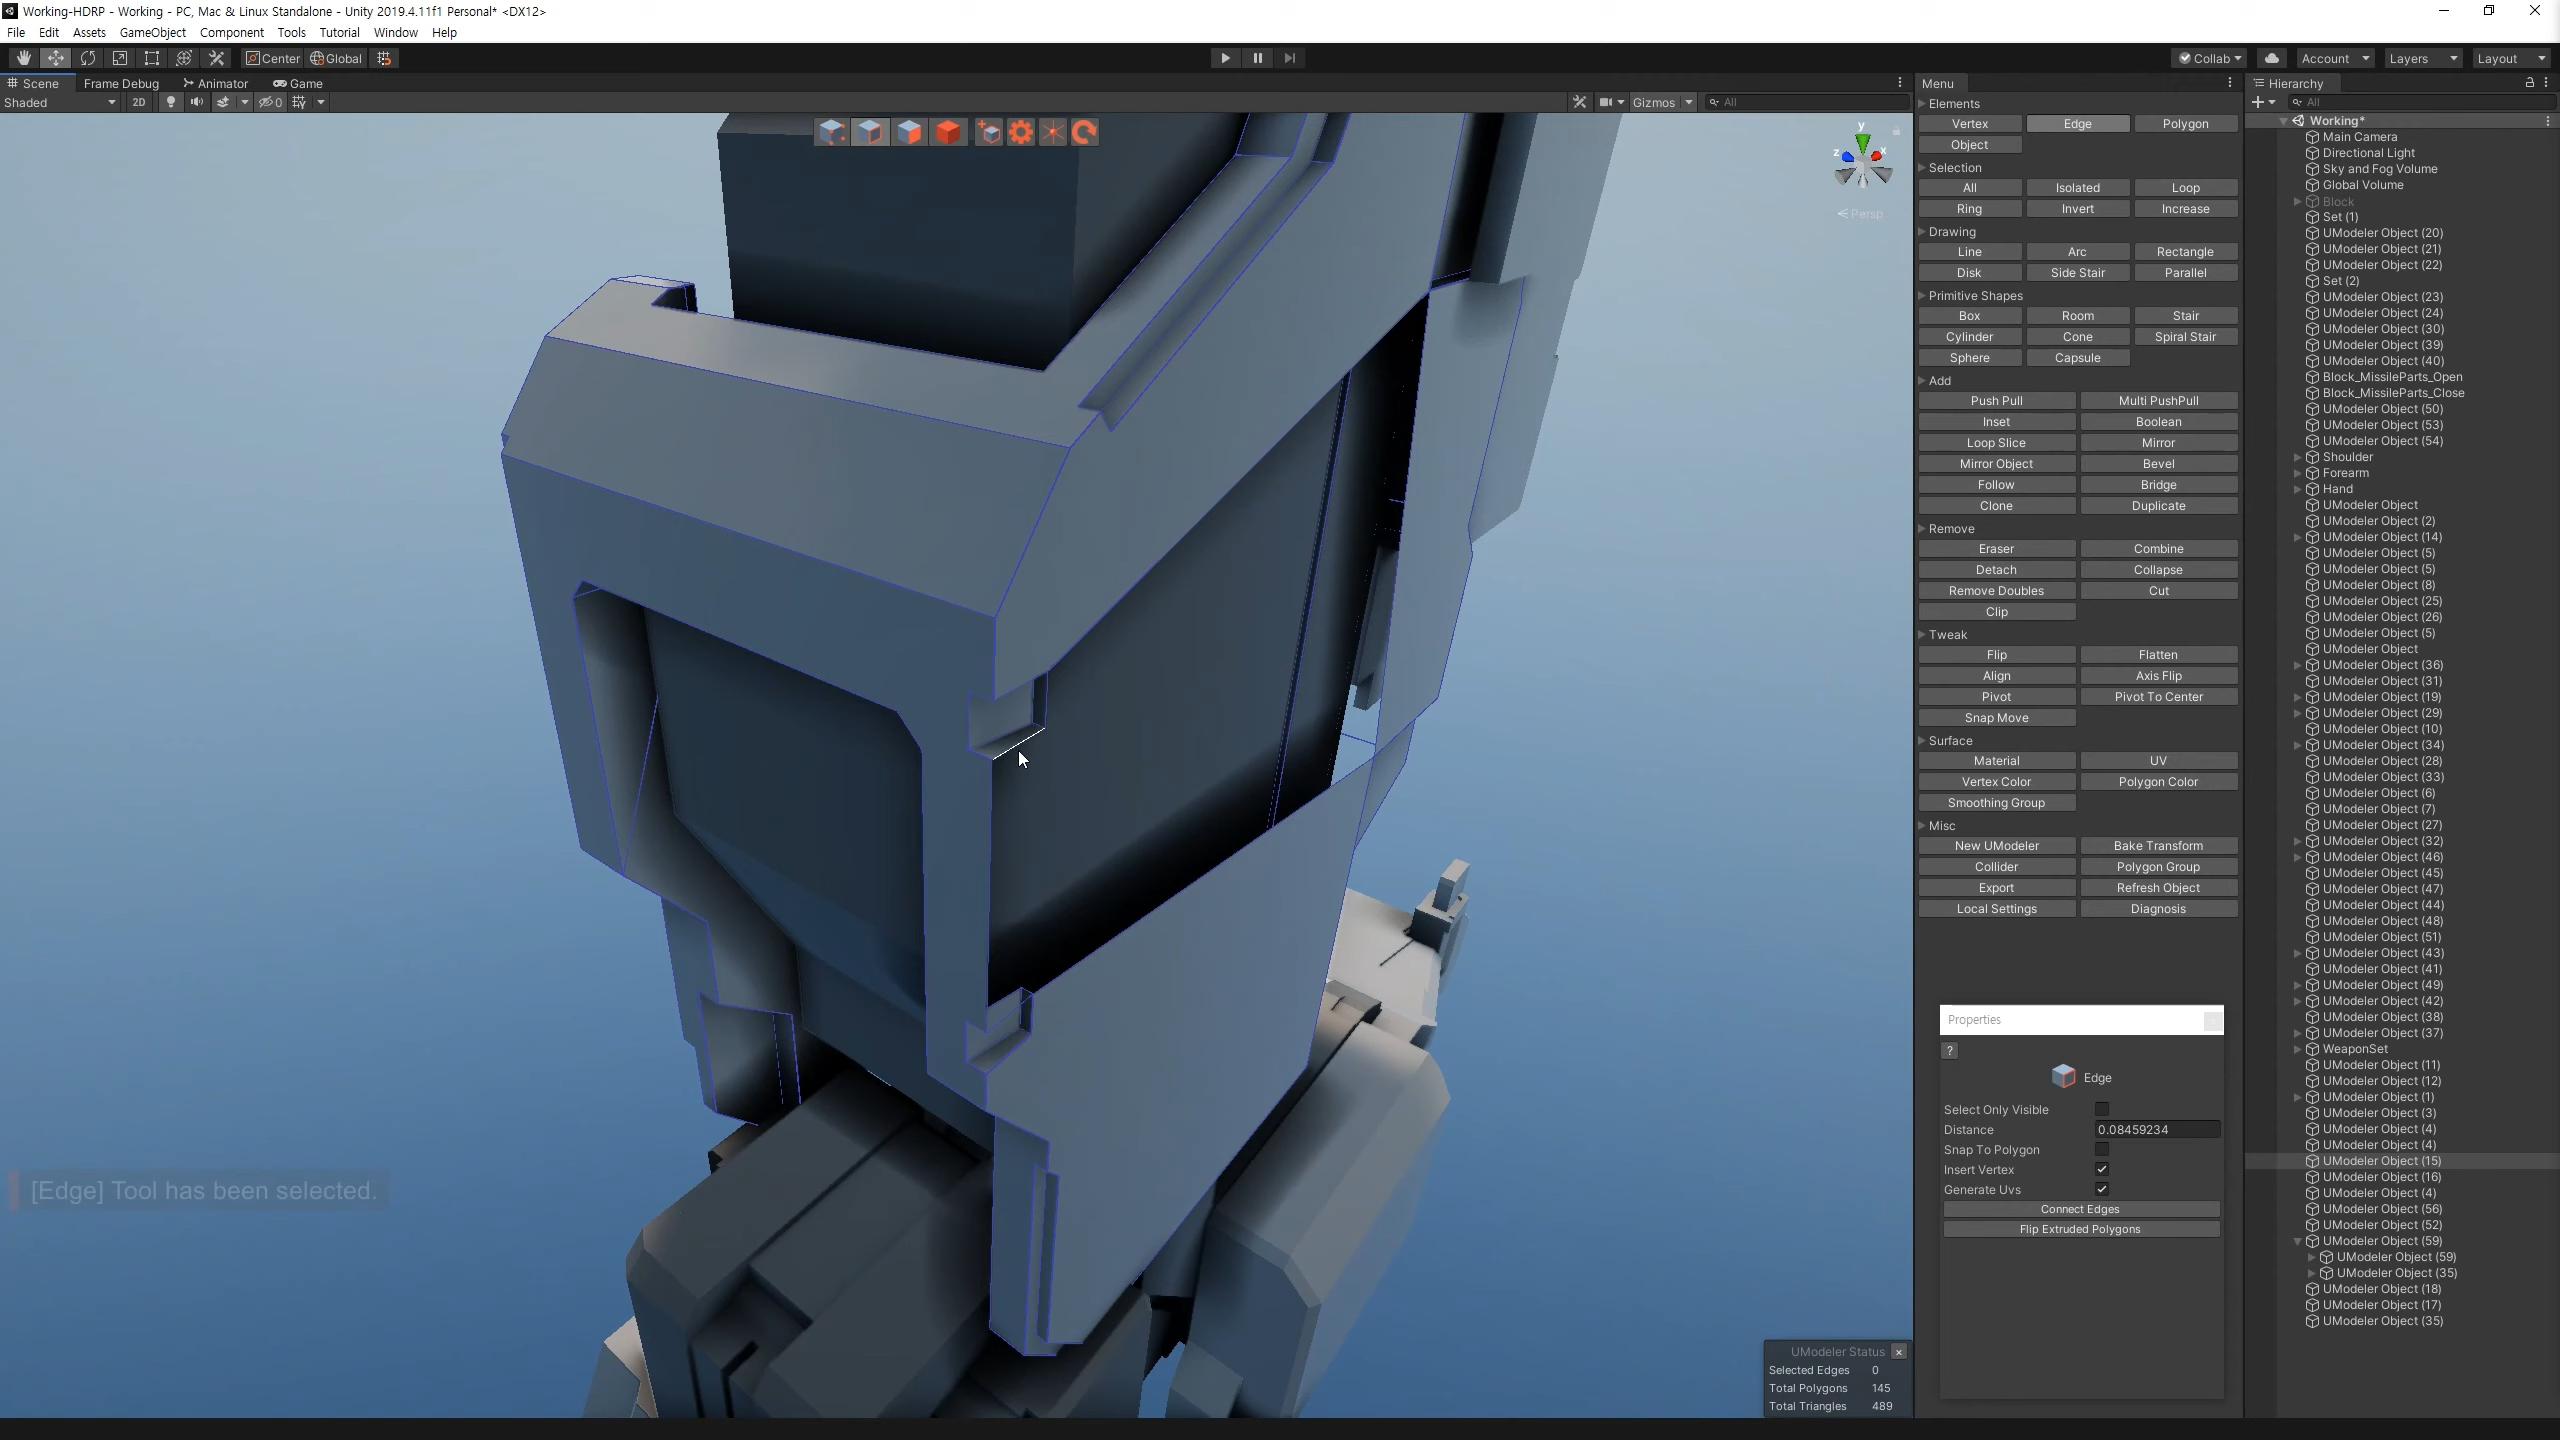 Working-HDRP - Working - PC, Mac & Linux Standalone - Unity 2019.4.11f1 Personal* <DX12>
File Edit Assets GameObject Component Tools Tutorial Window Help
Center Global Collab Account Layers Layout
Scene Frame Debug Animator Game
Shaded 2D 0 Gizmos All
y z x
Persp
[Edge] Tool has been selected.
UModeler Status
Selected Edges 0
Total Polygons 145
Total Triangles 489
Menu
Elements
Vertex Edge Polygon
Object
Selection
All Isolated Loop
Ring Invert Increase
Drawing
Line Arc Rectangle
Disk Side Stair Parallel
Primitive Shapes
Box Room Stair
Cylinder Cone Spiral Stair
Sphere Capsule
Add
Push Pull Multi PushPull
Inset Boolean
Loop Slice Mirror
Mirror Object Bevel
Follow Bridge
Clone Duplicate
Remove
Eraser Combine
Detach Collapse
Remove Doubles Cut
Clip
Tweak
Flip Flatten
Align Axis Flip
Pivot Pivot To Center
Snap Move
Surface
Material UV
Vertex Color Polygon Color
Smoothing Group
Misc
New UModeler Bake Transform
Collider Polygon Group
Export Refresh Object
Local Settings Diagnosis
Properties
?
Edge
Select Only Visible
Distance 0.08459234
Snap To Polygon
Insert Vertex
Generate Uvs
Connect Edges
Flip Extruded Polygons
Hierarchy
All
Working*
Main Camera
Directional Light
Sky and Fog Volume
Global Volume
Block
Set (1)
UModeler Object (20)
UModeler Object (21)
UModeler Object (22)
Set (2)
UModeler Object (23)
UModeler Object (24)
UModeler Object (30)
UModeler Object (39)
UModeler Object (40)
Block_MissileParts_Open
Block_MissileParts_Close
UModeler Object (50)
UModeler Object (53)
UModeler Object (54)
Shoulder
Forearm
Hand
UModeler Object
UModeler Object (2)
UModeler Object (14)
UModeler Object (5)
UModeler Object (5)
UModeler Object (8)
UModeler Object (25)
UModeler Object (26)
UModeler Object (5)
UModeler Object
UModeler Object (36)
UModeler Object (31)
UModeler Object (19)
UModeler Object (29)
UModeler Object (10)
UModeler Object (34)
UModeler Object (28)
UModeler Object (33)
UModeler Object (6)
UModeler Object (7)
UModeler Object (27)
UModeler Object (32)
UModeler Object (46)
UModeler Object (45)
UModeler Object (47)
UModeler Object (44)
UModeler Object (48)
UModeler Object (51)
UModeler Object (43)
UModeler Object (41)
UModeler Object (49)
UModeler Object (42)
UModeler Object (38)
UModeler Object (37)
WeaponSet
UModeler Object (11)
UModeler Object (12)
UModeler Object (1)
UModeler Object (3)
UModeler Object (4)
UModeler Object (4)
UModeler Object (15)
UModeler Object (16)
UModeler Object (4)
UModeler Object (56)
UModeler Object (52)
UModeler Object (59)
UModeler Object (59)
UModeler Object (35)
UModeler Object (18)
UModeler Object (17)
UModeler Object (35)